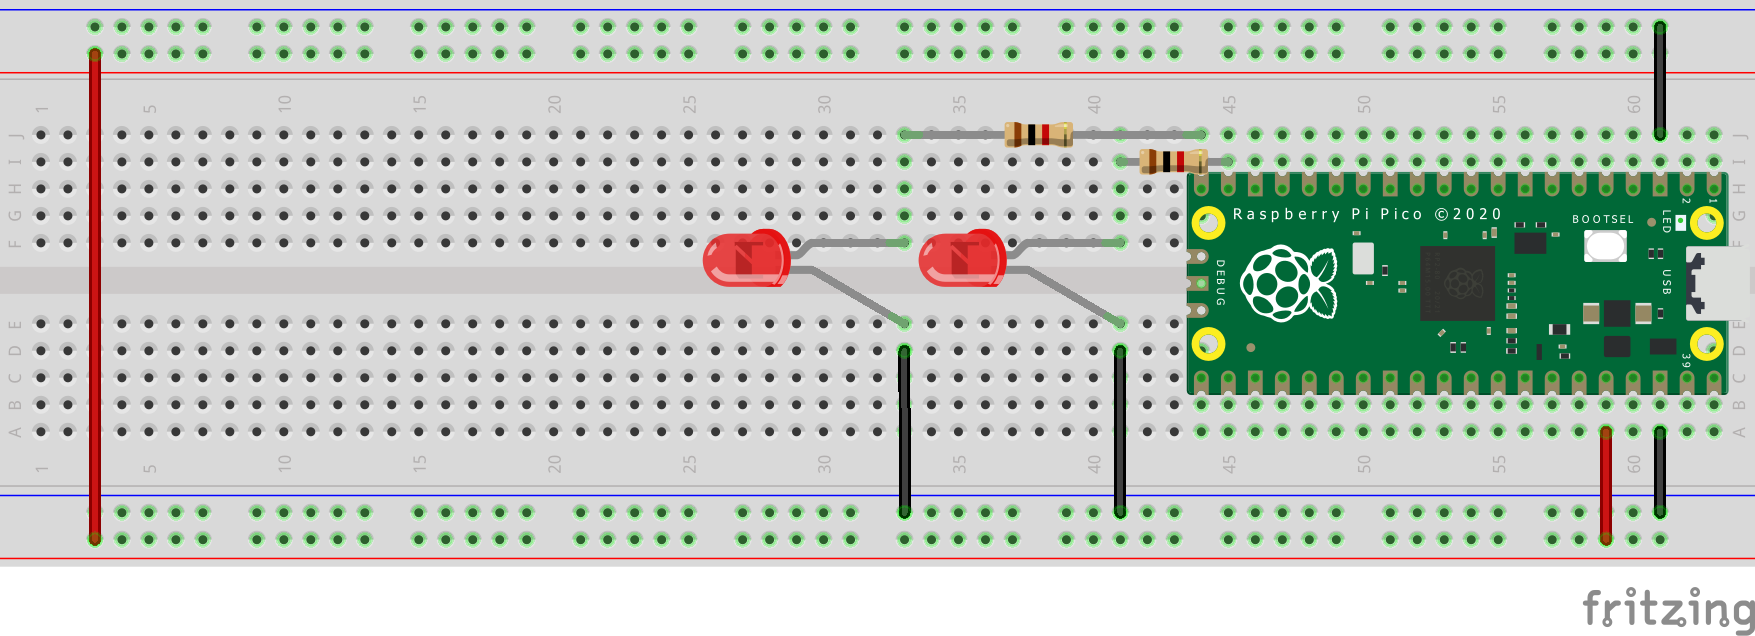 1 5 10 15 20 25 30 35 40 45 50 55 60
J J
I I
H H
G G
F F
Raspberry Pi Pico ©2020
BOOTSEL
LED
2
1
DEBUG
USB
39
E E
D D
C C
B B
A A
1 5 10 15 20 25 30 35 40 45 50 55 60
fritzing